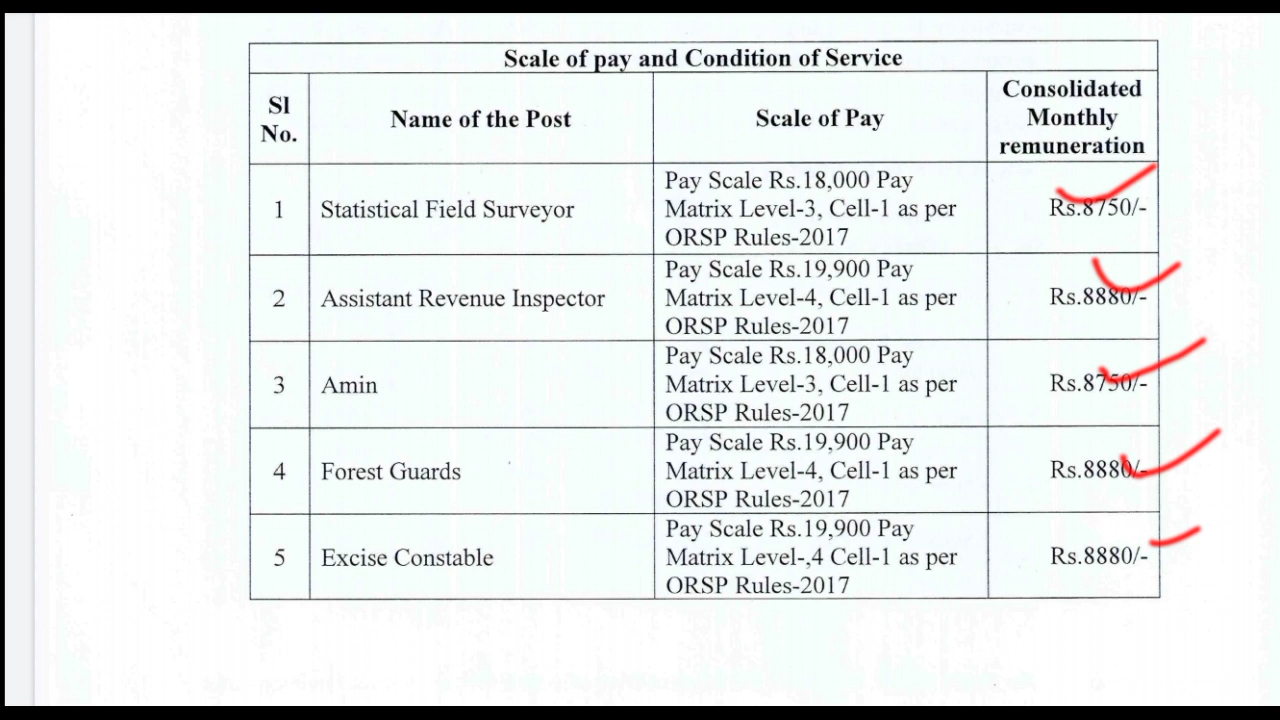 Scale of pay and Condition of Service
Sl
No.
Name of the Post
Scale of Pay
Consolidated
Monthly
remuneration
1
Statistical Field Surveyor
Pay Scale Rs.18,000 Pay
Matrix Level-3, Cell-1 as per
ORSP Rules-2017
Rs.8750/-
2
Assistant Revenue Inspector
Pay Scale Rs.19,900 Pay
Matrix Level-4, Cell-1 as per
ORSP Rules-2017
Rs.8880/-
3
Amin
Pay Scale Rs.18,000 Pay
Matrix Level-3, Cell-1 as per
ORSP Rules-2017
Rs.8750/-
4
Forest Guards
Pay Scale Rs.19,900 Pay
Matrix Level-4, Cell-1 as per
ORSP Rules-2017
Rs.8880/-
5
Excise Constable
Pay Scale Rs.19,900 Pay
Matrix Level-,4 Cell-1 as per
ORSP Rules-2017
Rs.8880/-